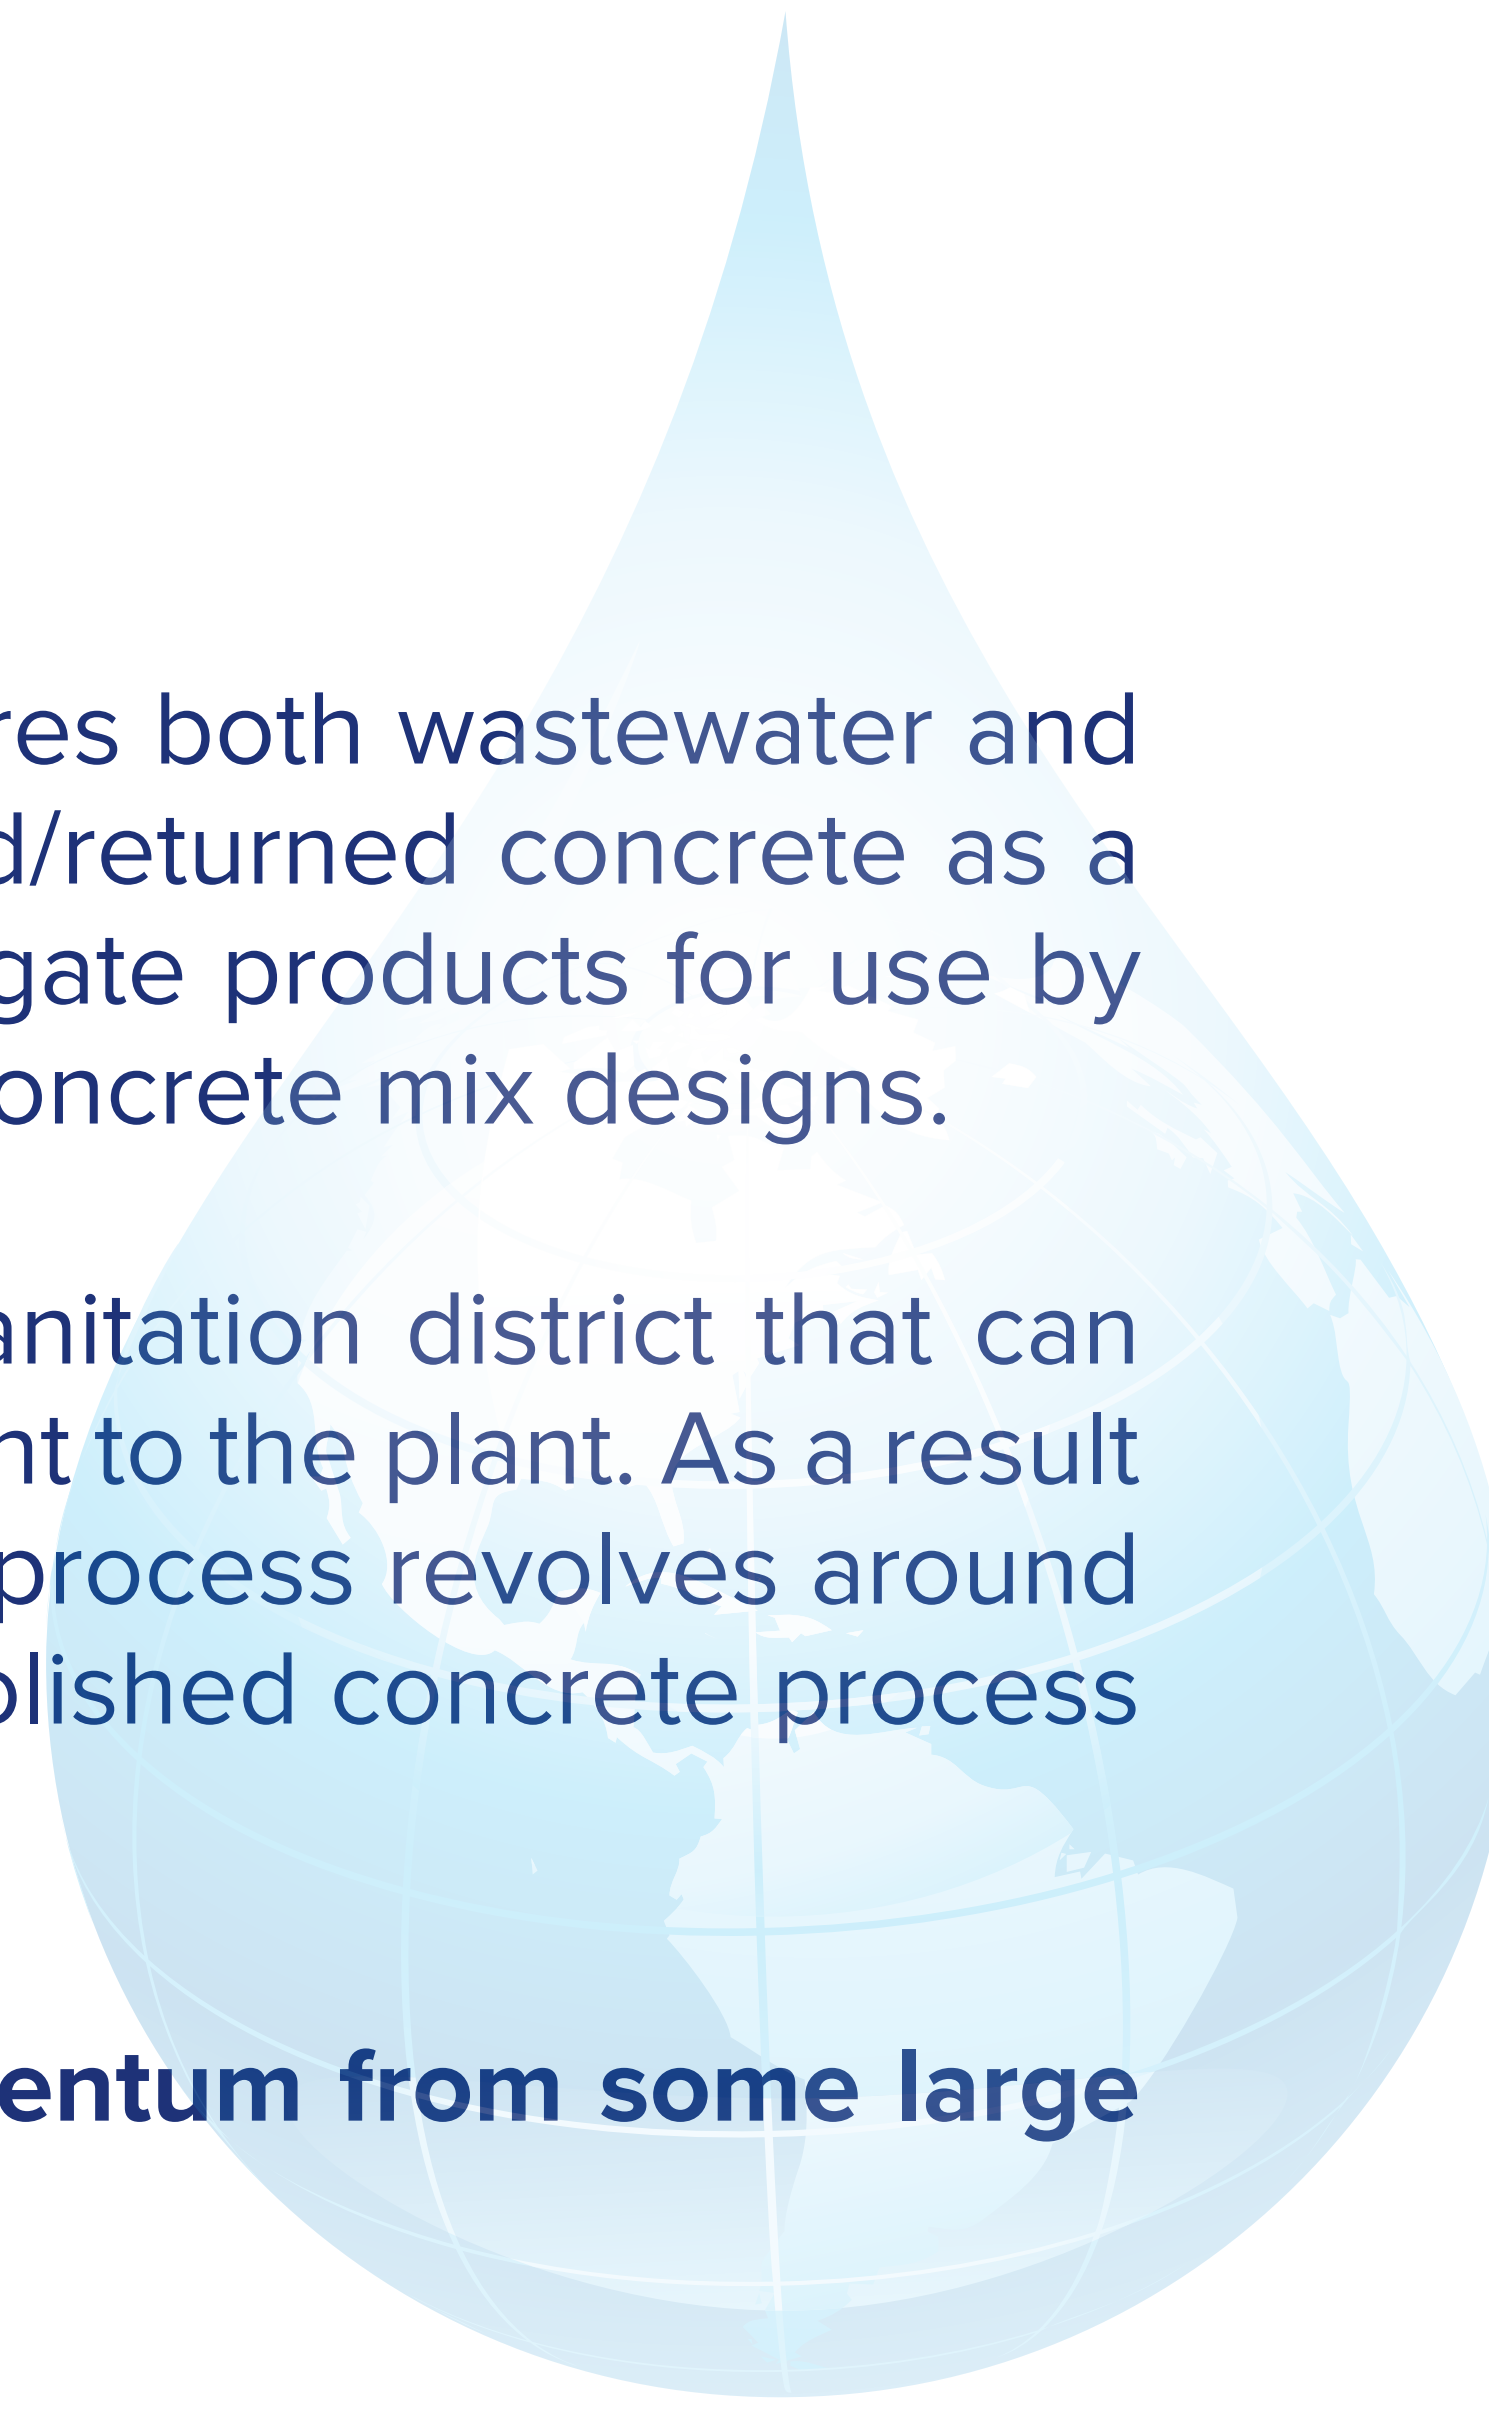 res both wastewater and
d/returned concrete as a
gate products for use by
oncrete mix designs.
anitation district that can
nt to the plant. As a result
process revolves around
olished concrete process
entum from some large